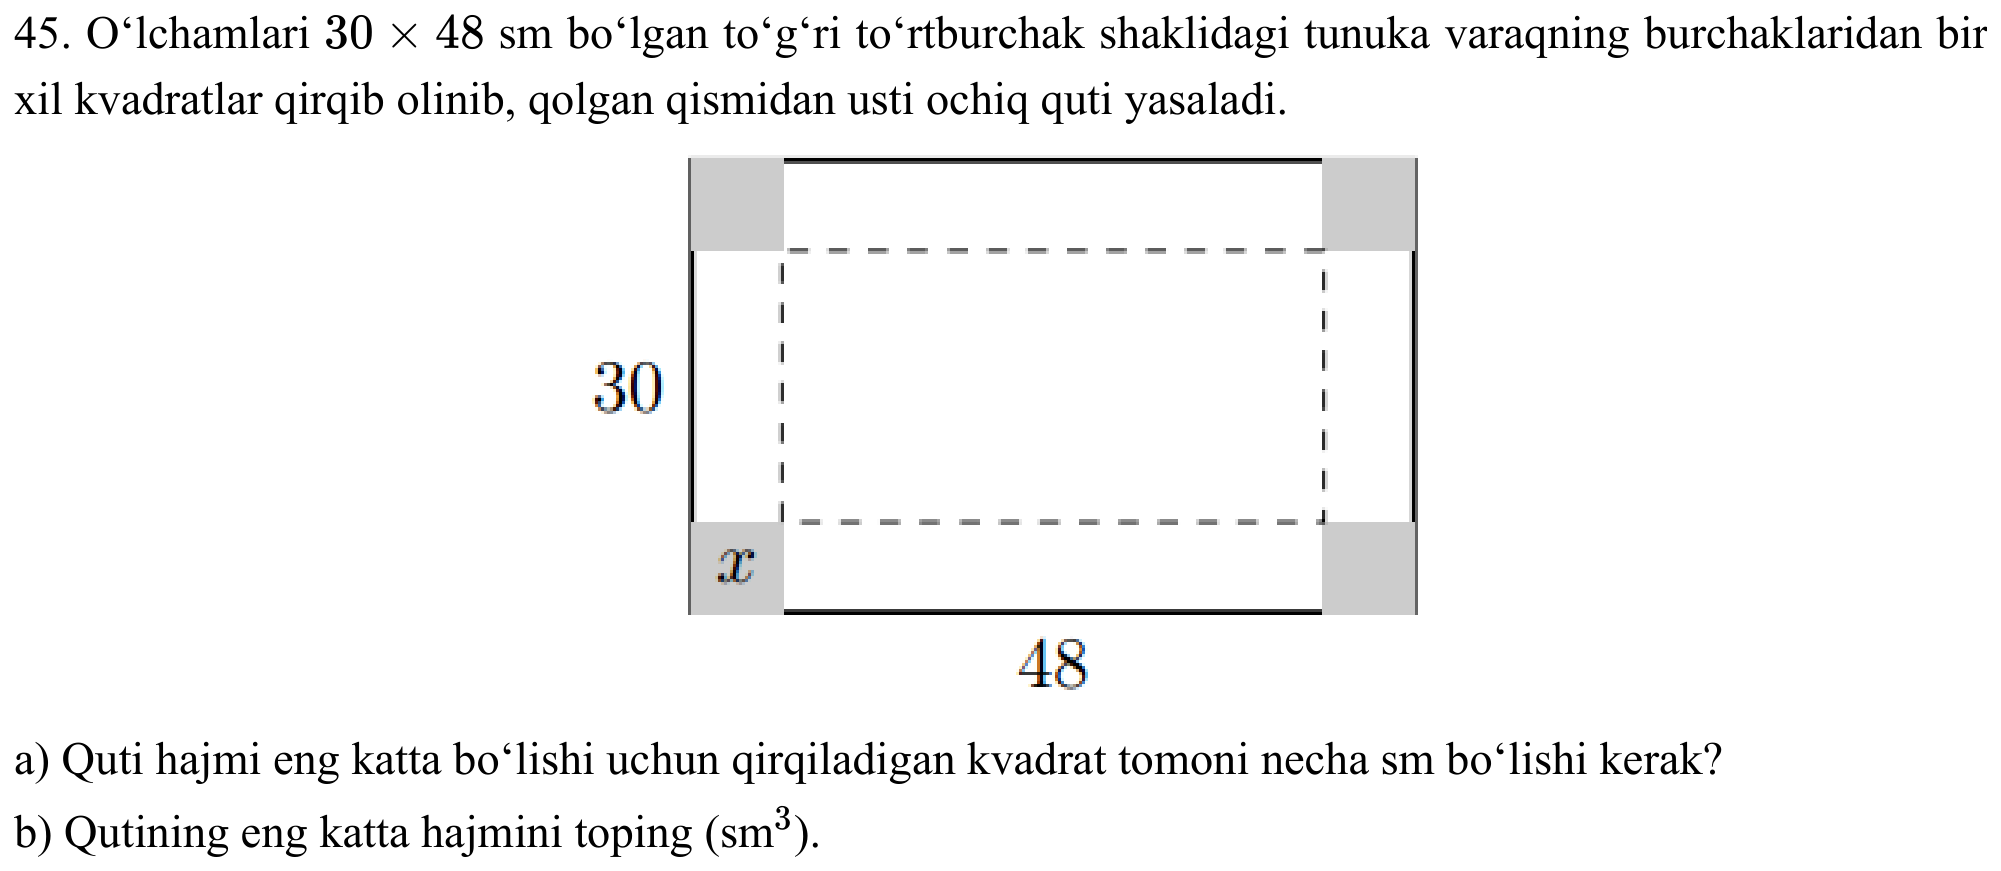 45. O‘lchamlari 30 × 48 sm bo‘lgan to‘g‘ri to‘rtburchak shaklidagi tunuka varaqning burchaklaridan bir
xil kvadratlar qirqib olinib, qolgan qismidan usti ochiq quti yasaladi.
30
x
48
a) Quti hajmi eng katta bo‘lishi uchun qirqiladigan kvadrat tomoni necha sm bo‘lishi kerak?
b) Qutining eng katta hajmini toping (sm³).